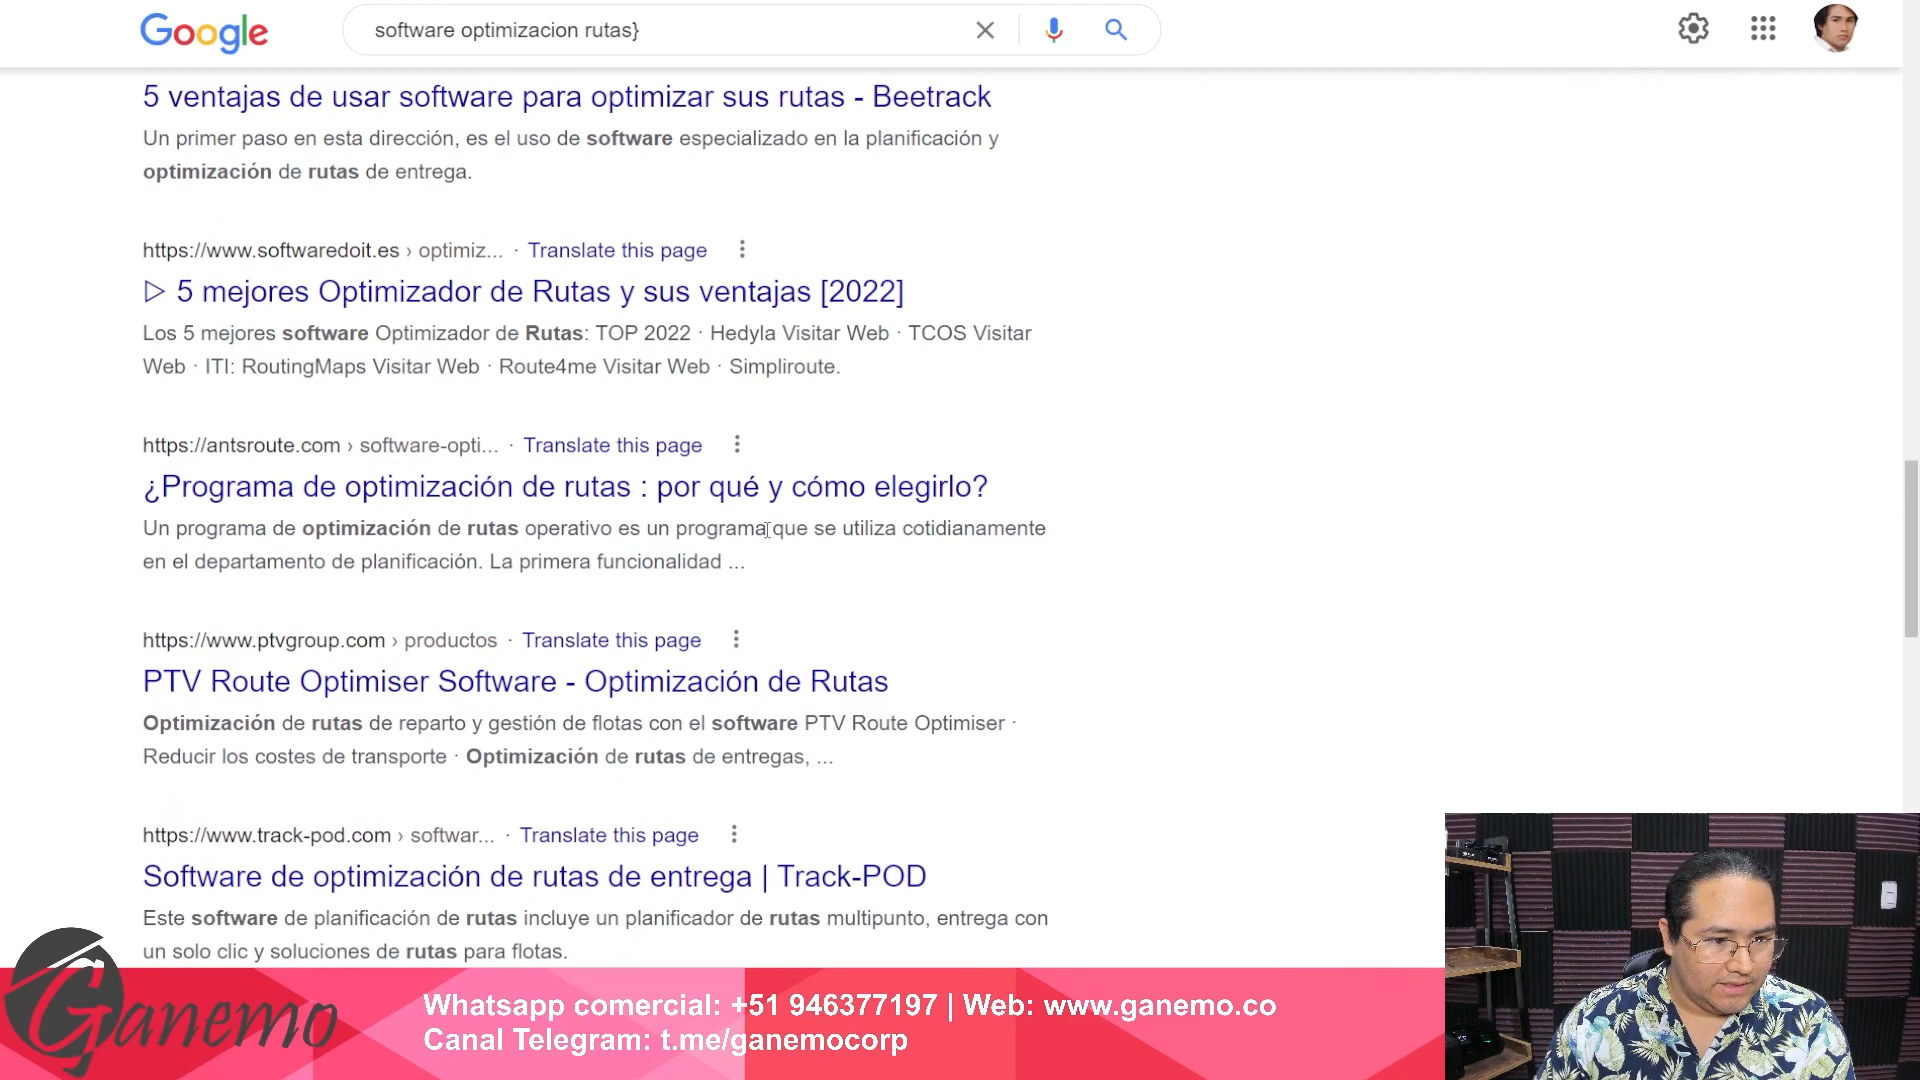 Google
software optimizacion rutas}
5 ventajas de usar software para optimizar sus rutas - Beetrack
Un primer paso en esta dirección, es el uso de software especializado en la planificación y
optimización de rutas de entrega.
https://www.softwaredoit.es › optimiz... · Translate this page
▷ 5 mejores Optimizador de Rutas y sus ventajas [2022]
Los 5 mejores software Optimizador de Rutas: TOP 2022 · Hedyla Visitar Web · TCOS Visitar
Web · ITI: RoutingMaps Visitar Web · Route4me Visitar Web · Simpliroute.
https://antsroute.com › software-opti... · Translate this page
¿Programa de optimización de rutas : por qué y cómo elegirlo?
Un programa de optimización de rutas operativo es un programa que se utiliza cotidianamente
en el departamento de planificación. La primera funcionalidad ...
https://www.ptvgroup.com › productos · Translate this page
PTV Route Optimiser Software - Optimización de Rutas
Optimización de rutas de reparto y gestión de flotas con el software PTV Route Optimiser ·
Reducir los costes de transporte · Optimización de rutas de entregas, ...
https://www.track-pod.com › softwar... · Translate this page
Software de optimización de rutas de entrega | Track-POD
Este software de planificación de rutas incluye un planificador de rutas multipunto, entrega con
un solo clic y soluciones de rutas para flotas.
Ganemo
Whatsapp comercial: +51 946377197 | Web: www.ganemo.co
Canal Telegram: t.me/ganemocorp